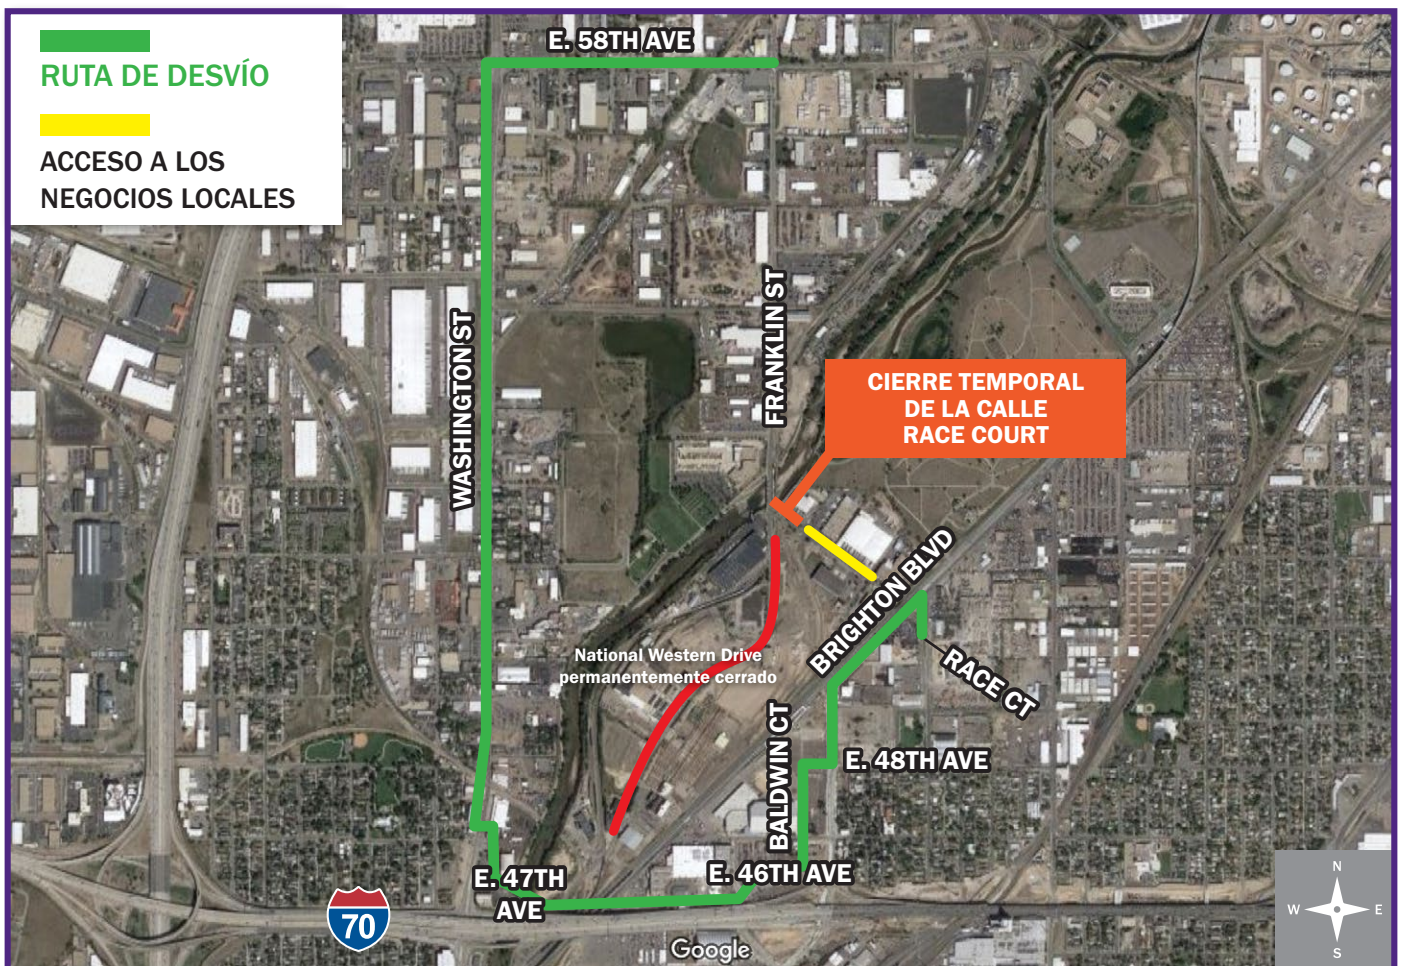 RUTA DE DESVÍO
ACCESO A LOS
NEGOCIOS LOCALES
E. 58TH AVE
WASHINGTON ST
FRANKLIN ST
CIERRE TEMPORAL
DE LA CALLE
RACE COURT
BRIGHTON BLVD
National Western Drive
permanentemente cerrado
RACE CT
BALDWIN CT
E. 48TH AVE
E. 46TH AVE
E. 47TH
AVE
70
Google
N
W
E
S